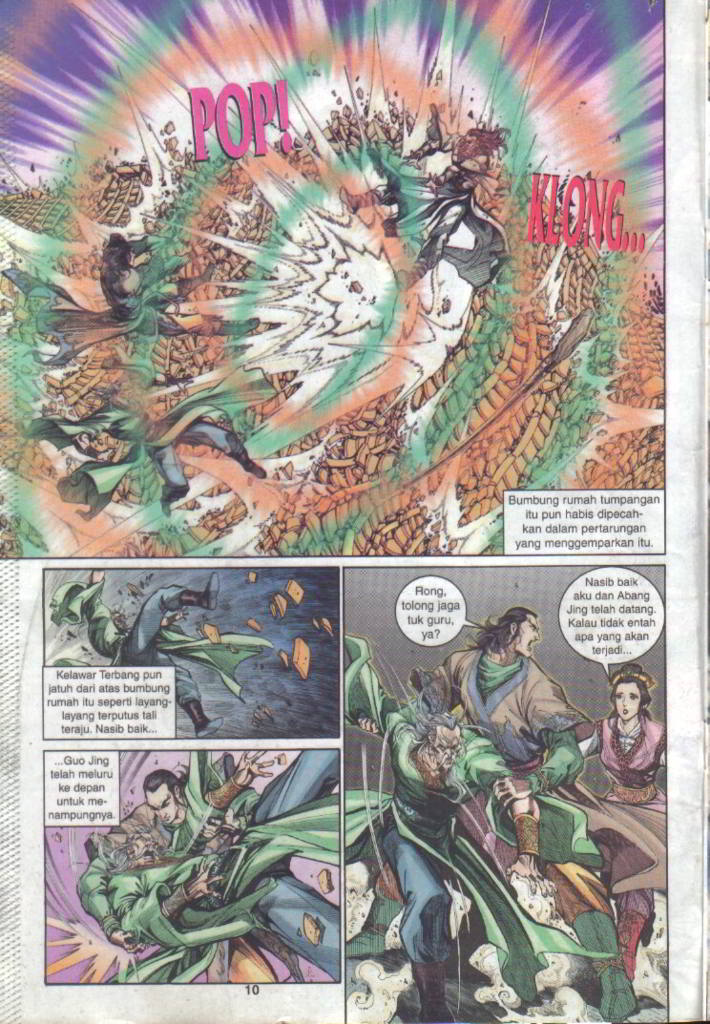 POP!
KLONG...
Bumbung rumah tumpangan
itu pun habis dipecah-
kan dalam pertarungan
yang menggemparkan itu.
Kelawar Terbang pun
jatuh dari atas bumbung
rumah itu seperti layang-
layang terputus tali
teraju. Nasib baik...
...Guo Jing
telah meluru
ke depan
untuk me-
nampungnya.
Rong,
tolong jaga
tuk guru,
ya?
Nasib baik
aku dan Abang
Jing telah datang.
Kalau tidak entah
apa yang akan
terjadi...
10